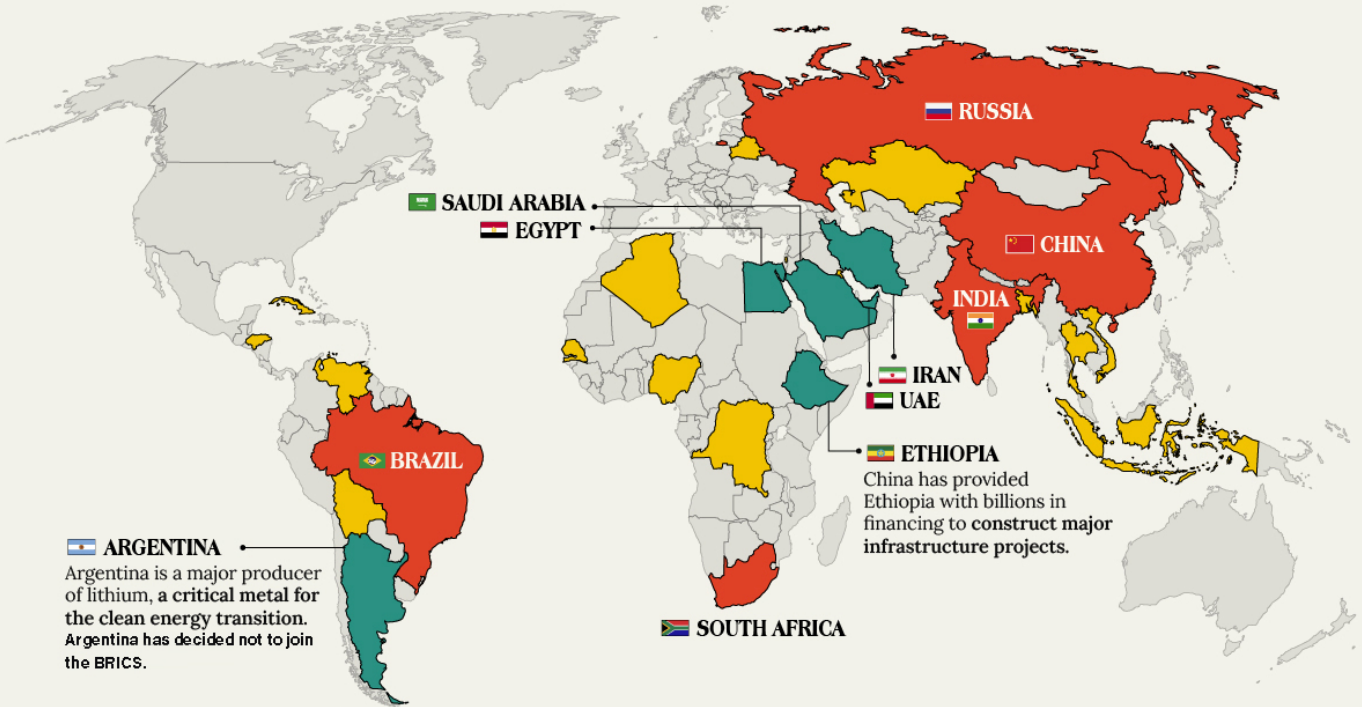 RUSSIA
SAUDI ARABIA
EGYPT
CHINA
INDIA
IRAN
UAE
BRAZIL
ETHIOPIA
China has provided
Ethiopia with billions in
financing to construct major
infrastructure projects.
ARGENTINA
Argentina is a major producer
of lithium, a critical metal for
the clean energy transition.
Argentina has decided not to join
the BRICS.
SOUTH AFRICA